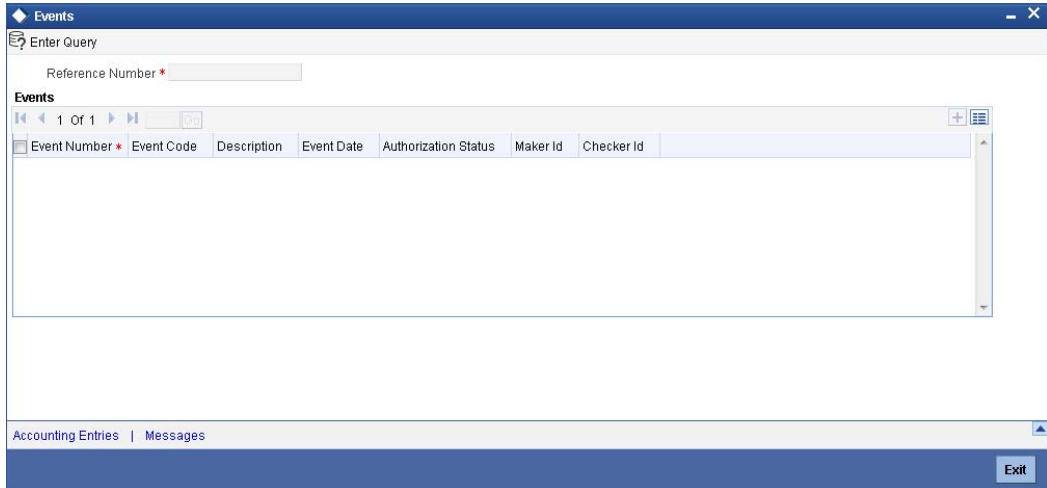 Events
Enter Query
Reference Number *
Events
1 Of 1 Go
Event Number * Event Code Description Event Date Authorization Status Maker Id Checker Id
Accounting Entries | Messages
Exit